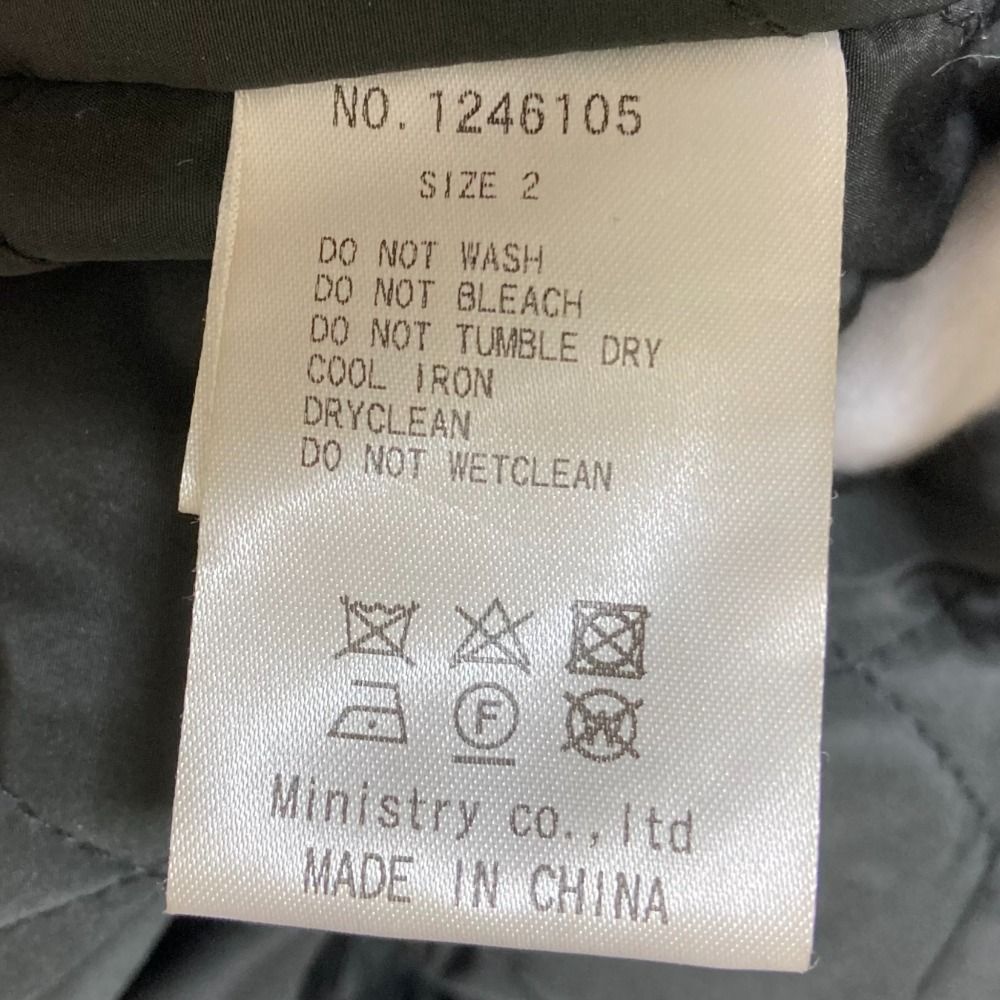 NO. 1246105
SIZE 2
DO NOT WASH
DO NOT BLEACH
DO NOT TUMBLE DRY
COOL IRON
DRYCLEAN
DO NOT WETCLEAN
F W
Ministry co.,ltd
MADE IN CHINA